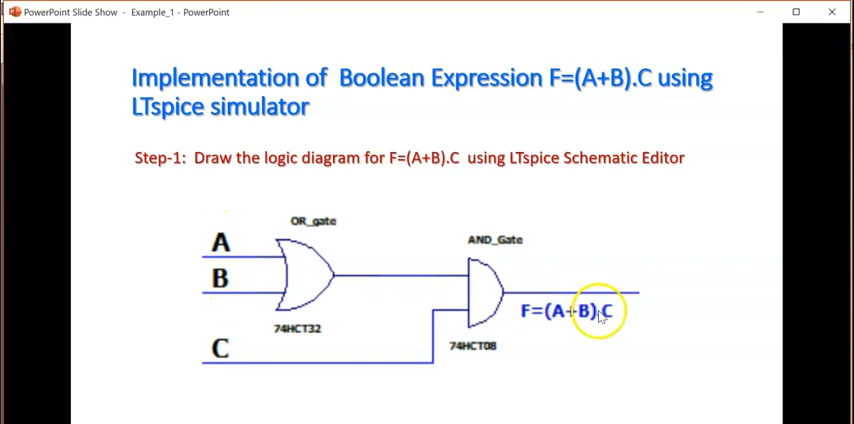 PowerPoint Slide Show - Example_1 - PowerPoint
Implementation of Boolean Expression F=(A+B).C using
LTspice simulator
Step-1: Draw the logic diagram for F=(A+B).C using LTspice Schematic Editor
OR_gate
A
AND_Gate
B
F=(A+B).C
74HCT32
74HCT08
C